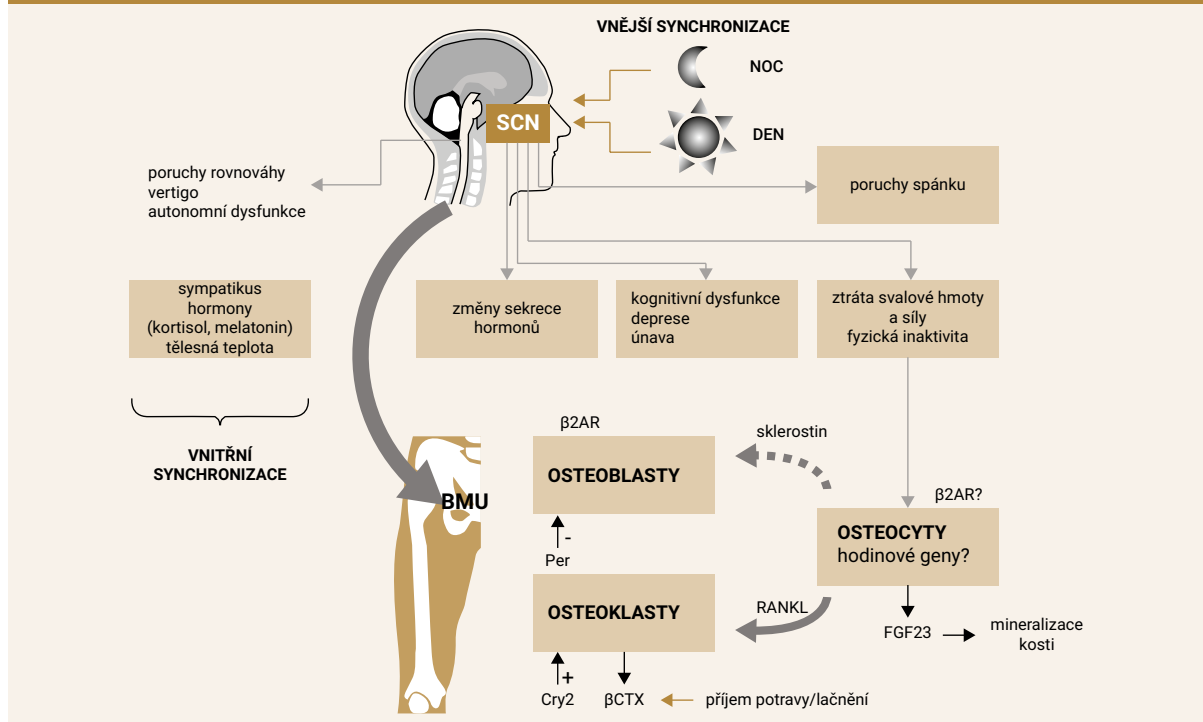 VNĚJŠÍ SYNCHRONIZACE
NOC
SCN
DEN
poruchy rovnováhy
vertigo
autonomní dysfunkce
poruchy spánku
sympatikus
hormony
(kortisol, melatonin)
tělesná teplota
změny sekrece
hormonů
kognitivní dysfunkce
deprese
únava
ztráta svalové hmoty
a síly
fyzická inaktivita
VNITŘNÍ
SYNCHRONIZACE
BMU
β2AR
OSTEOBLASTY
-
Per
sklerostin
β2AR?
OSTEOCYTY
hodinové geny?
OSTEOKLASTY
RANKL
FGF23
mineralizace
kosti
+
Cry2
βCTX
příjem potravy/lačnění